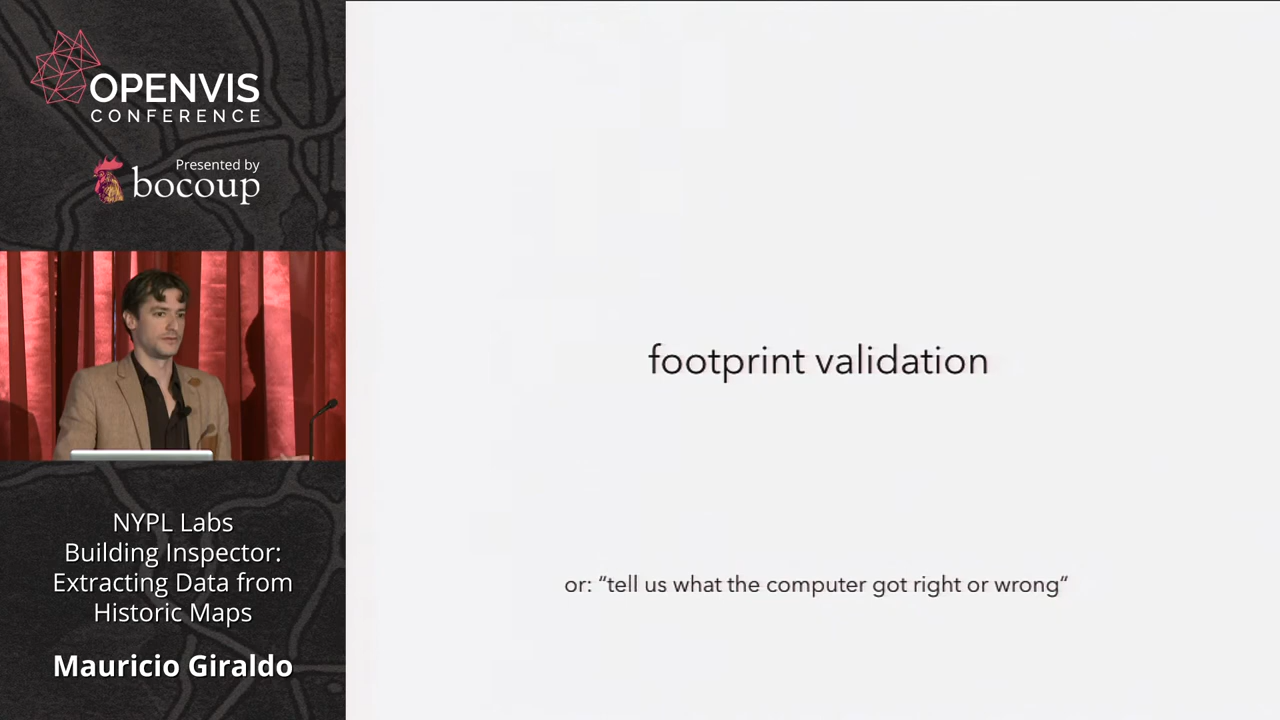 OPENVIS
CONFERENCE
Presented by
bocoup
NYPL Labs
Building Inspector:
Extracting Data from
Historic Maps
Mauricio Giraldo
footprint validation
or: “tell us what the computer got right or wrong“